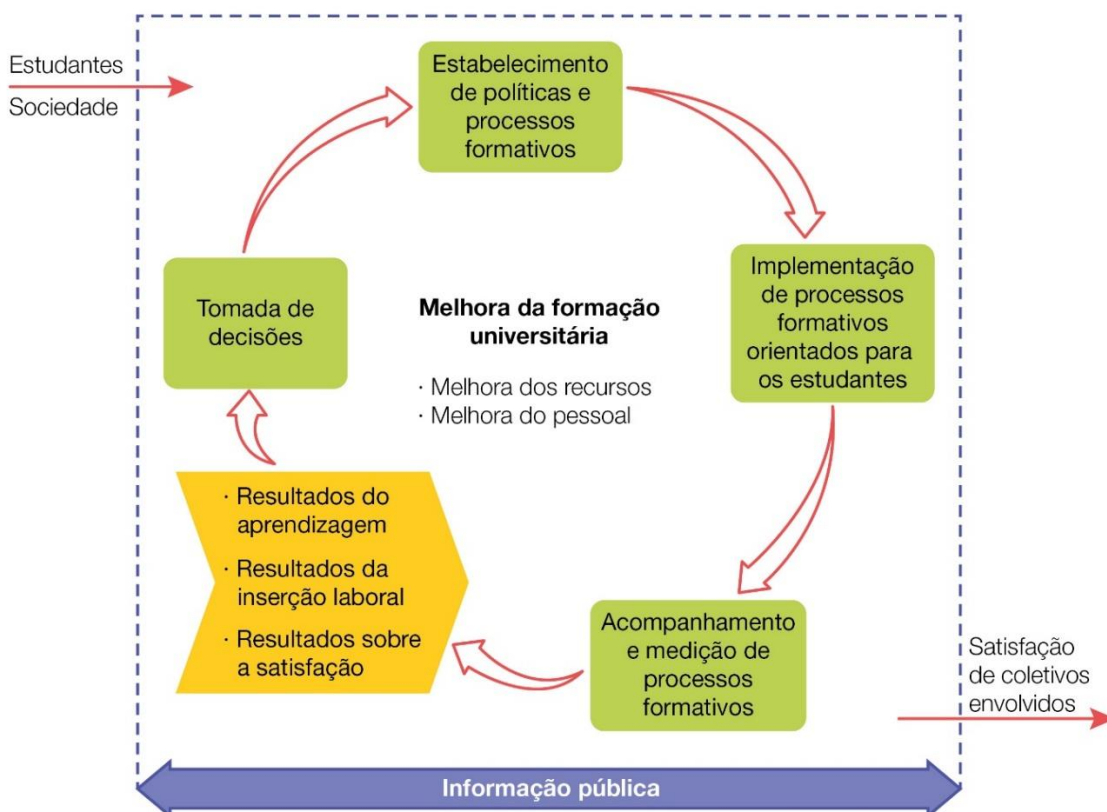 Estudantes
Sociedade
Estabelecimento
de políticas e
processos
formativos
Implementação
de processos
formativos
orientados para
os estudantes
Tomada de
decisões
Melhora da formação
universitária
· Melhora dos recursos
· Melhora do pessoal
· Resultados do
aprendizagem
· Resultados da
inserção laboral
· Resultados sobre
a satisfação
Acompanhamento
e medição de
processos
formativos
Satisfação
de coletivos
envolvidos
Informação pública